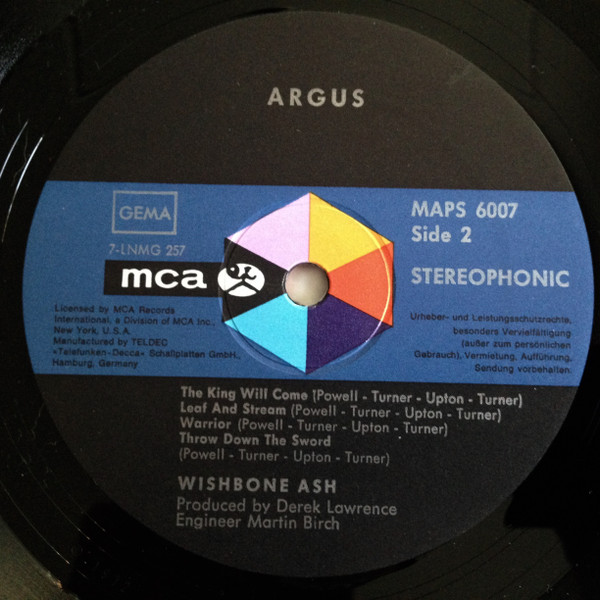 ARGUS
GEMA
7-LNMG 257
mca
MAPS 6007
Side 2
STEREOPHONIC
Licensed by MCA Records
International, a Division of MCA Inc.,
New York, U.S.A.
Manufactured by TELDEC
«Telefunken-Decca» Schallplatten GmbH.,
Hamburg, Germany
Urheber- und Leistungsschutzrechte,
besonders Vervielfältigung
(außer zum persönlichen
Gebrauch), Vermietung, Aufführung,
Sendung vorbehalten.
The King Will Come (Powell - Turner - Upton - Turner)
Leaf And Stream (Powell - Turner - Upton - Turner)
Warrior (Powell - Turner - Upton - Turner)
Throw Down The Sword
(Powell - Turner - Upton - Turner)
WISHBONE ASH
Produced by Derek Lawrence
Engineer Martin Birch